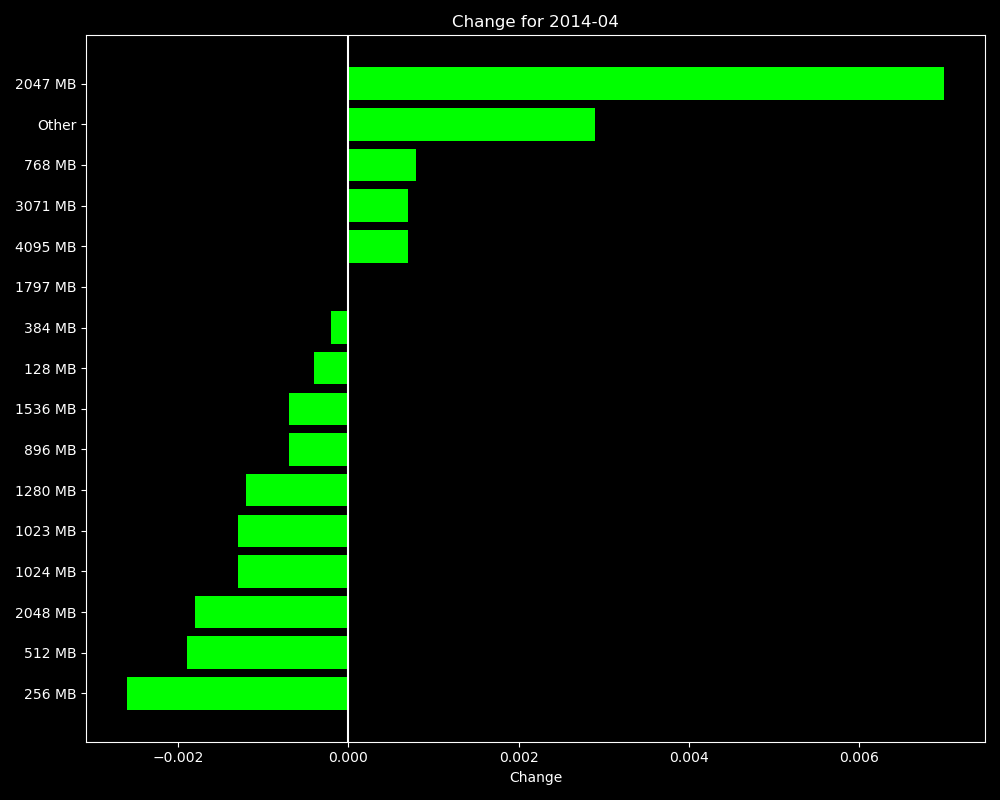 Change for 2014-04
2047 MB
Other
768 MB
3071 MB
4095 MB
1797 MB
384 MB
128 MB
1536 MB
896 MB
1280 MB
1023 MB
1024 MB
2048 MB
512 MB
256 MB
−0.002 0.000 0.002 0.004 0.006
Change